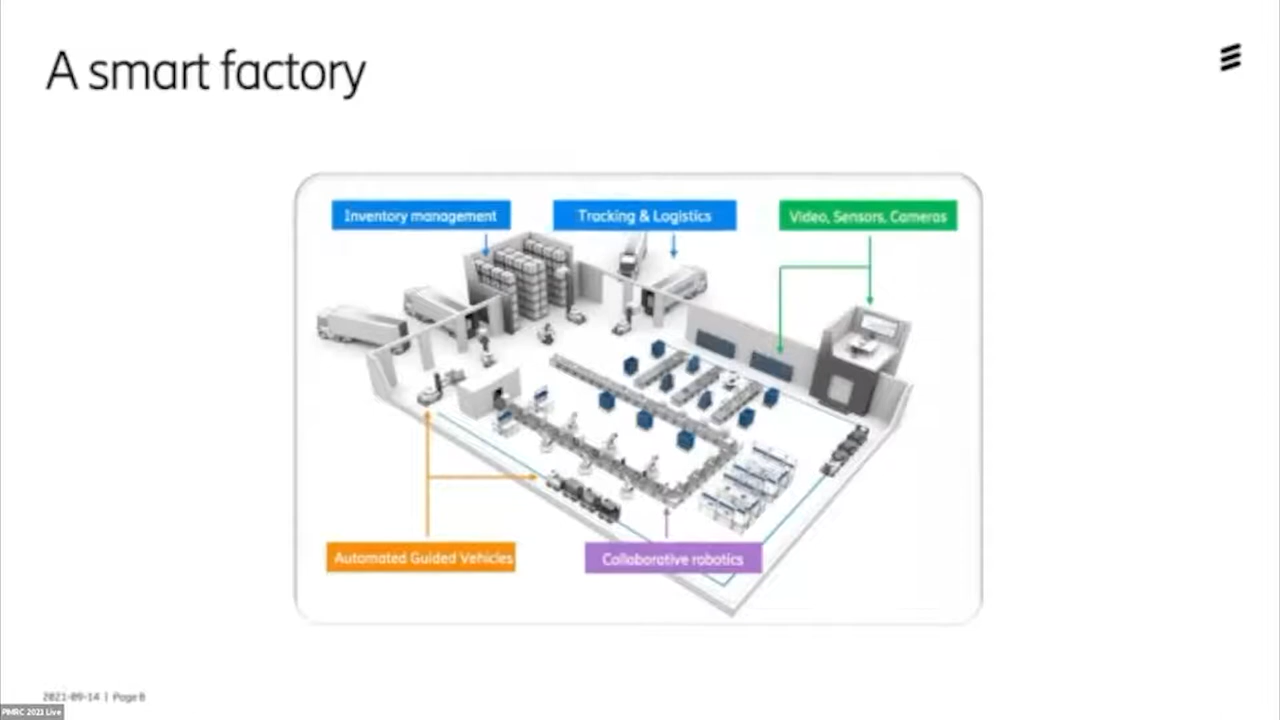 A smart factory
Inventory management
Tracking & Logistics
Video, Sensors, Cameras
Automated Guided Vehicles
Collaborative robotics
2021-09-14 | Page 8
PIMRC 2021 Live